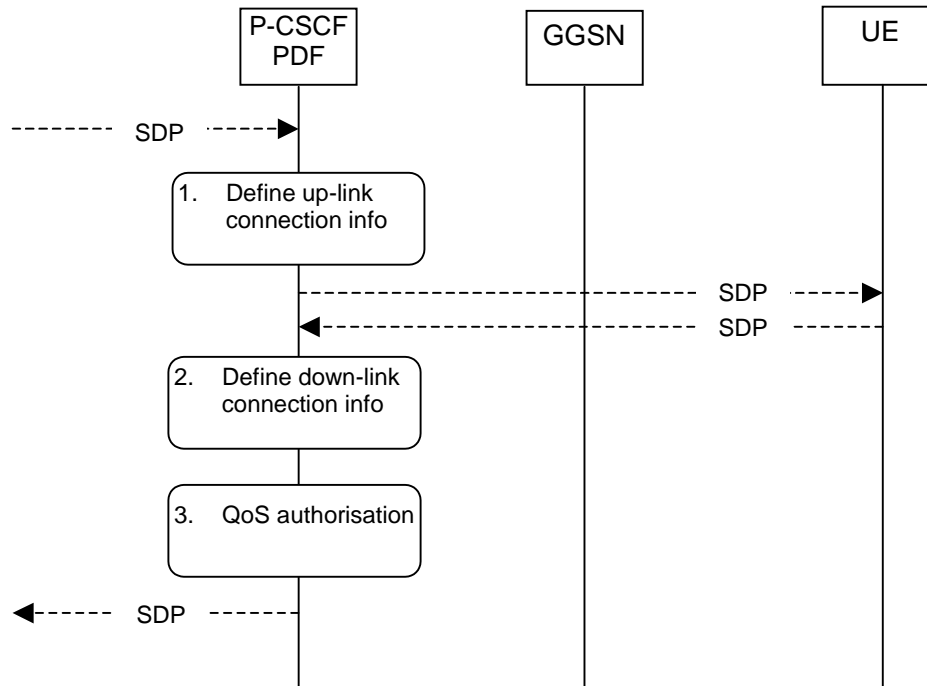 P-CSCF
PDF
GGSN
UE
SDP
1. Define up-link
connection info
SDP
SDP
2. Define down-link
connection info
3. QoS authorisation
SDP